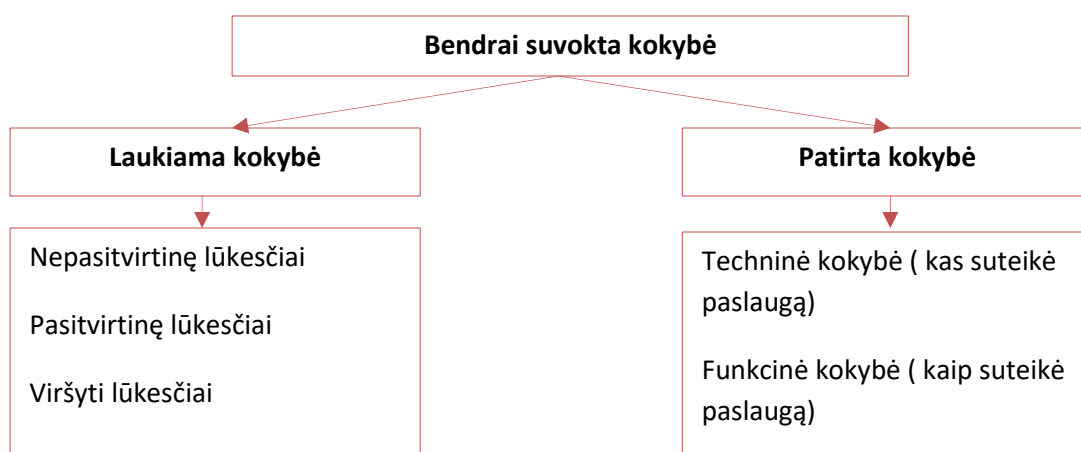 Bendrai suvokta kokybė
Laukiama kokybė
Patirta kokybė
Nepasitvirtinę lūkesčiai
Pasitvirtinę lūkesčiai
Viršyti lūkesčiai
Techninė kokybė ( kas suteikė
paslaugą)
Funkcinė kokybė ( kaip suteikė
paslaugą)